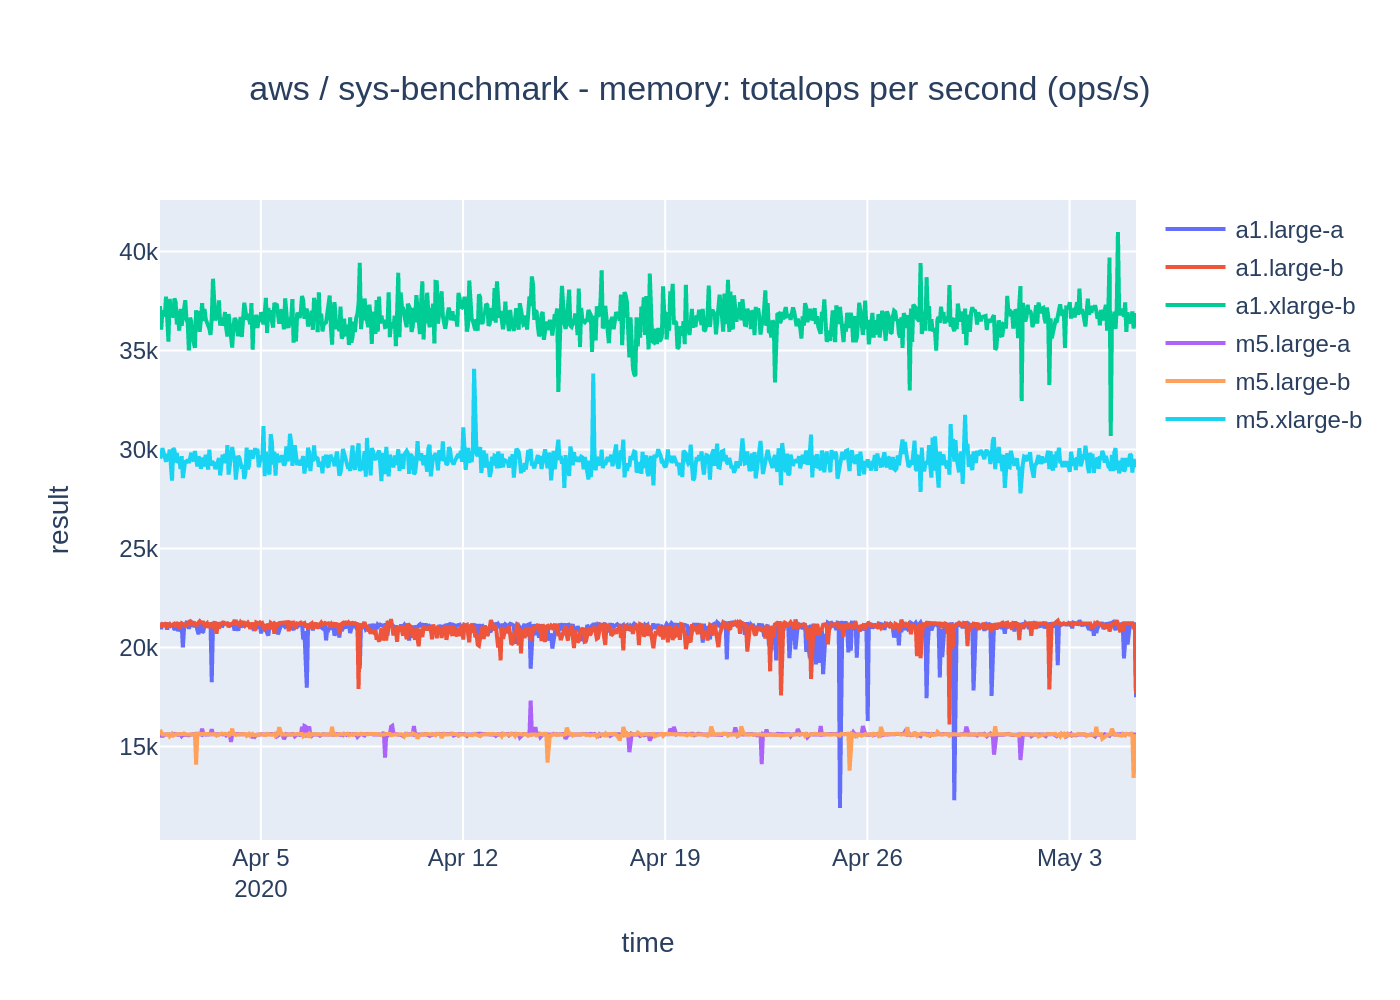 aws / sys-benchmark - memory: totalops per second (ops/s)
40k
35k
30k
25k
20k
15k
result
Apr 5
2020
Apr 12
Apr 19
Apr 26
May 3
time
a1.large-a
a1.large-b
a1.xlarge-b
m5.large-a
m5.large-b
m5.xlarge-b